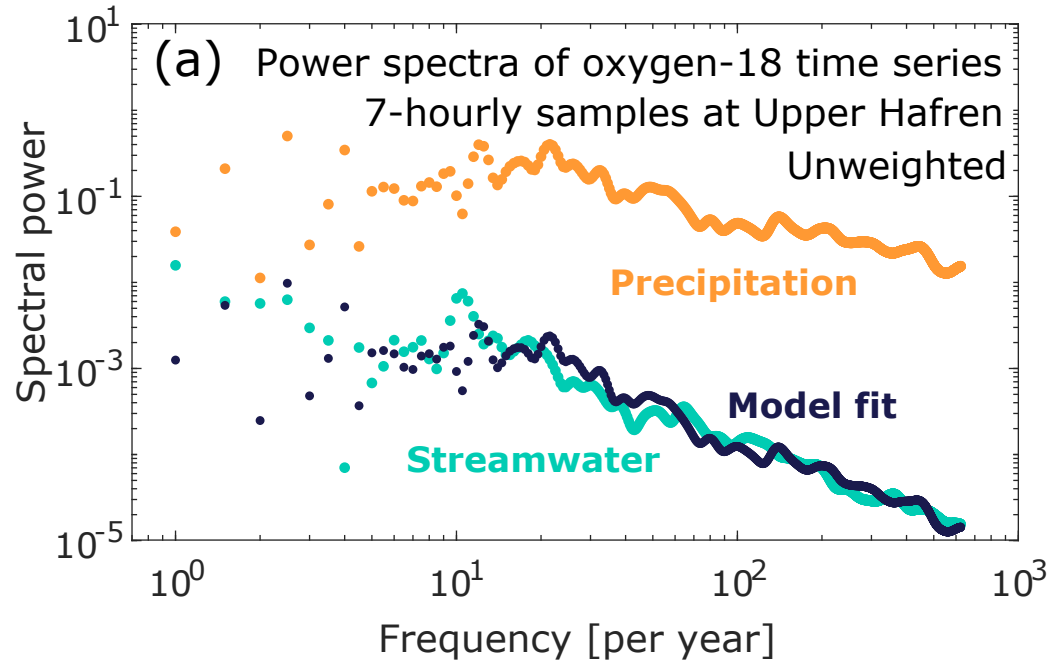 (a) Power spectra of oxygen-18 time series
7-hourly samples at Upper Hafren
Unweighted
Spectral power
10^1
10^-1
10^-3
10^-5
Precipitation
Model fit
Streamwater
10^0 10^1 10^2 10^3
Frequency [per year]